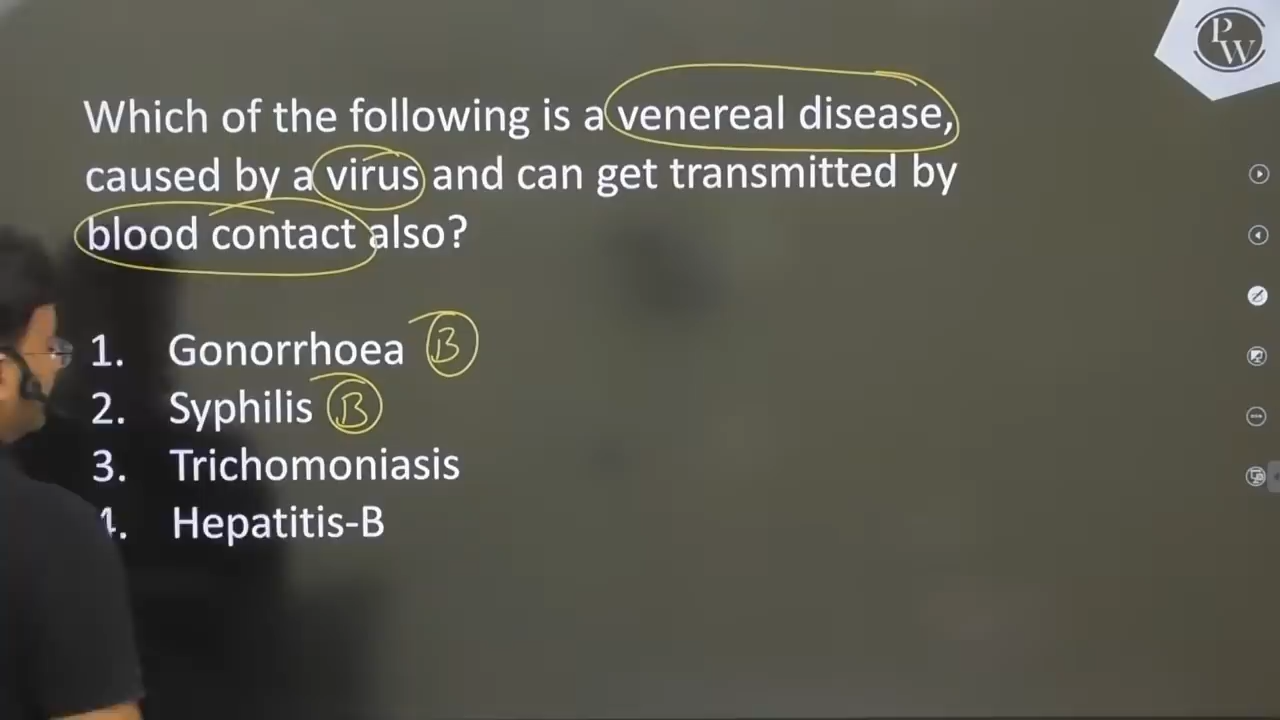 PW
Which of the following is a venereal disease,
caused by a virus and can get transmitted by
blood contact also?
1. Gonorrhoea B
2. Syphilis B
3. Trichomoniasis
4. Hepatitis-B